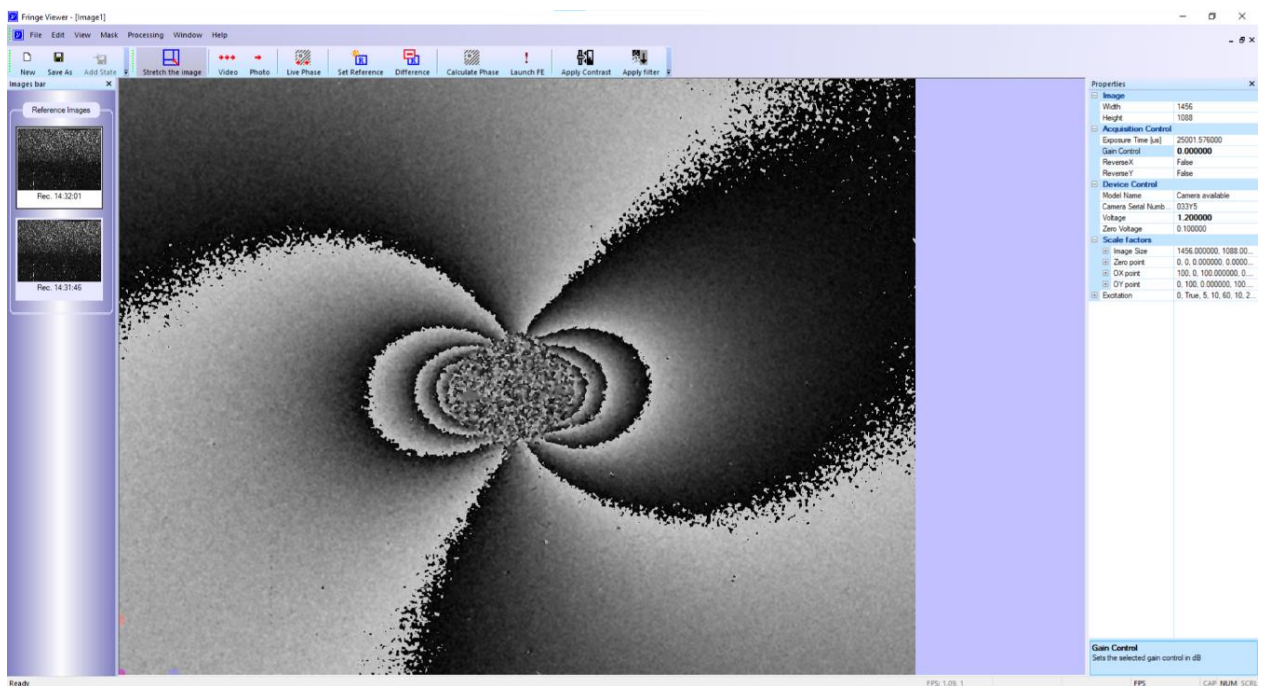 Fringe Viewer - [Image1]
File Edit View Mask Processing Window Help
New Save As Add State Stretch the image Video Photo Live Phase Set Reference Difference Calculate Phase Launch FE Apply Contrast Apply filter
Images bar
Reference Images
Rec. 14:32:01
Rec. 14:31:46
Properties
Image
Width 1456
Height 1088
Acquisition Control
Exposure Time [us] 25001.576000
Gain Control 0.000000
ReverseX False
ReverseY False
Device Control
Model Name Camera available
Camera Serial Numb... 033Y5
Voltage 1.200000
Zero Voltage 0.100000
Scale factors
Image Size 1456.000000, 1088.00...
Zero point 0, 0, 0.000000, 0.0000...
OX point 100, 0, 100.000000, 0....
OY point 0, 100, 0.000000, 100....
Excitation 0, True, 5, 10, 60, 10, 2...
Gain Control
Sets the selected gain control in dB
Ready FPS: 1.09, 1 FPS CAP NUM SCRL